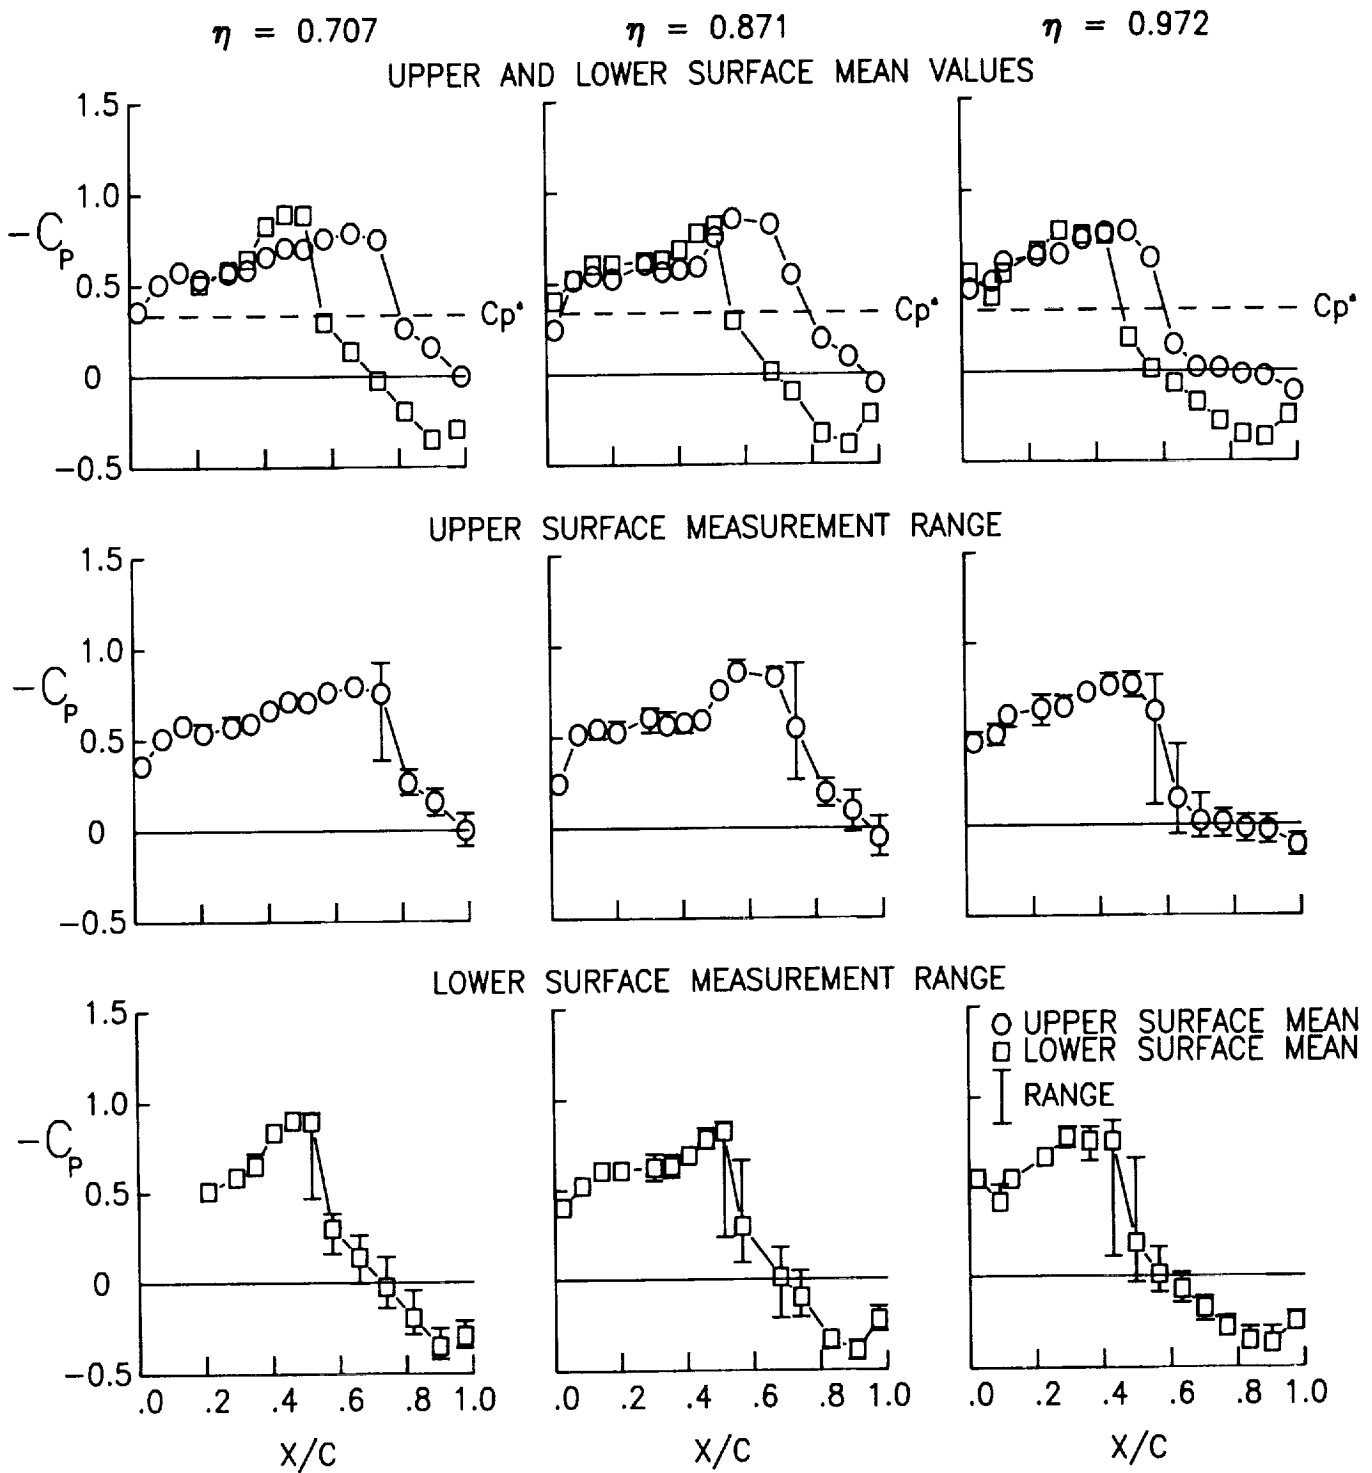 η = 0.707 η = 0.871 η = 0.972
UPPER AND LOWER SURFACE MEAN VALUES
1.5
1.0
-Cp
0.5
Cp* Cp* Cp*
0
-0.5
UPPER SURFACE MEASUREMENT RANGE
1.5
1.0
-Cp
0.5
0
-0.5
LOWER SURFACE MEASUREMENT RANGE
1.5
UPPER SURFACE MEAN
LOWER SURFACE MEAN
RANGE
1.0
-Cp
0.5
0
-0.5
.0 .2 .4 .6 .8 1.0 .0 .2 .4 .6 .8 1.0 .0 .2 .4 .6 .8 1.0
X/C X/C X/C